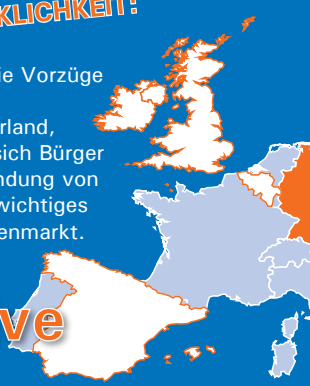 KLICHKEIT!
ie Vorzüge
rland,
sich Bürger
ndung von
wichtiges
enmarkt.
ve